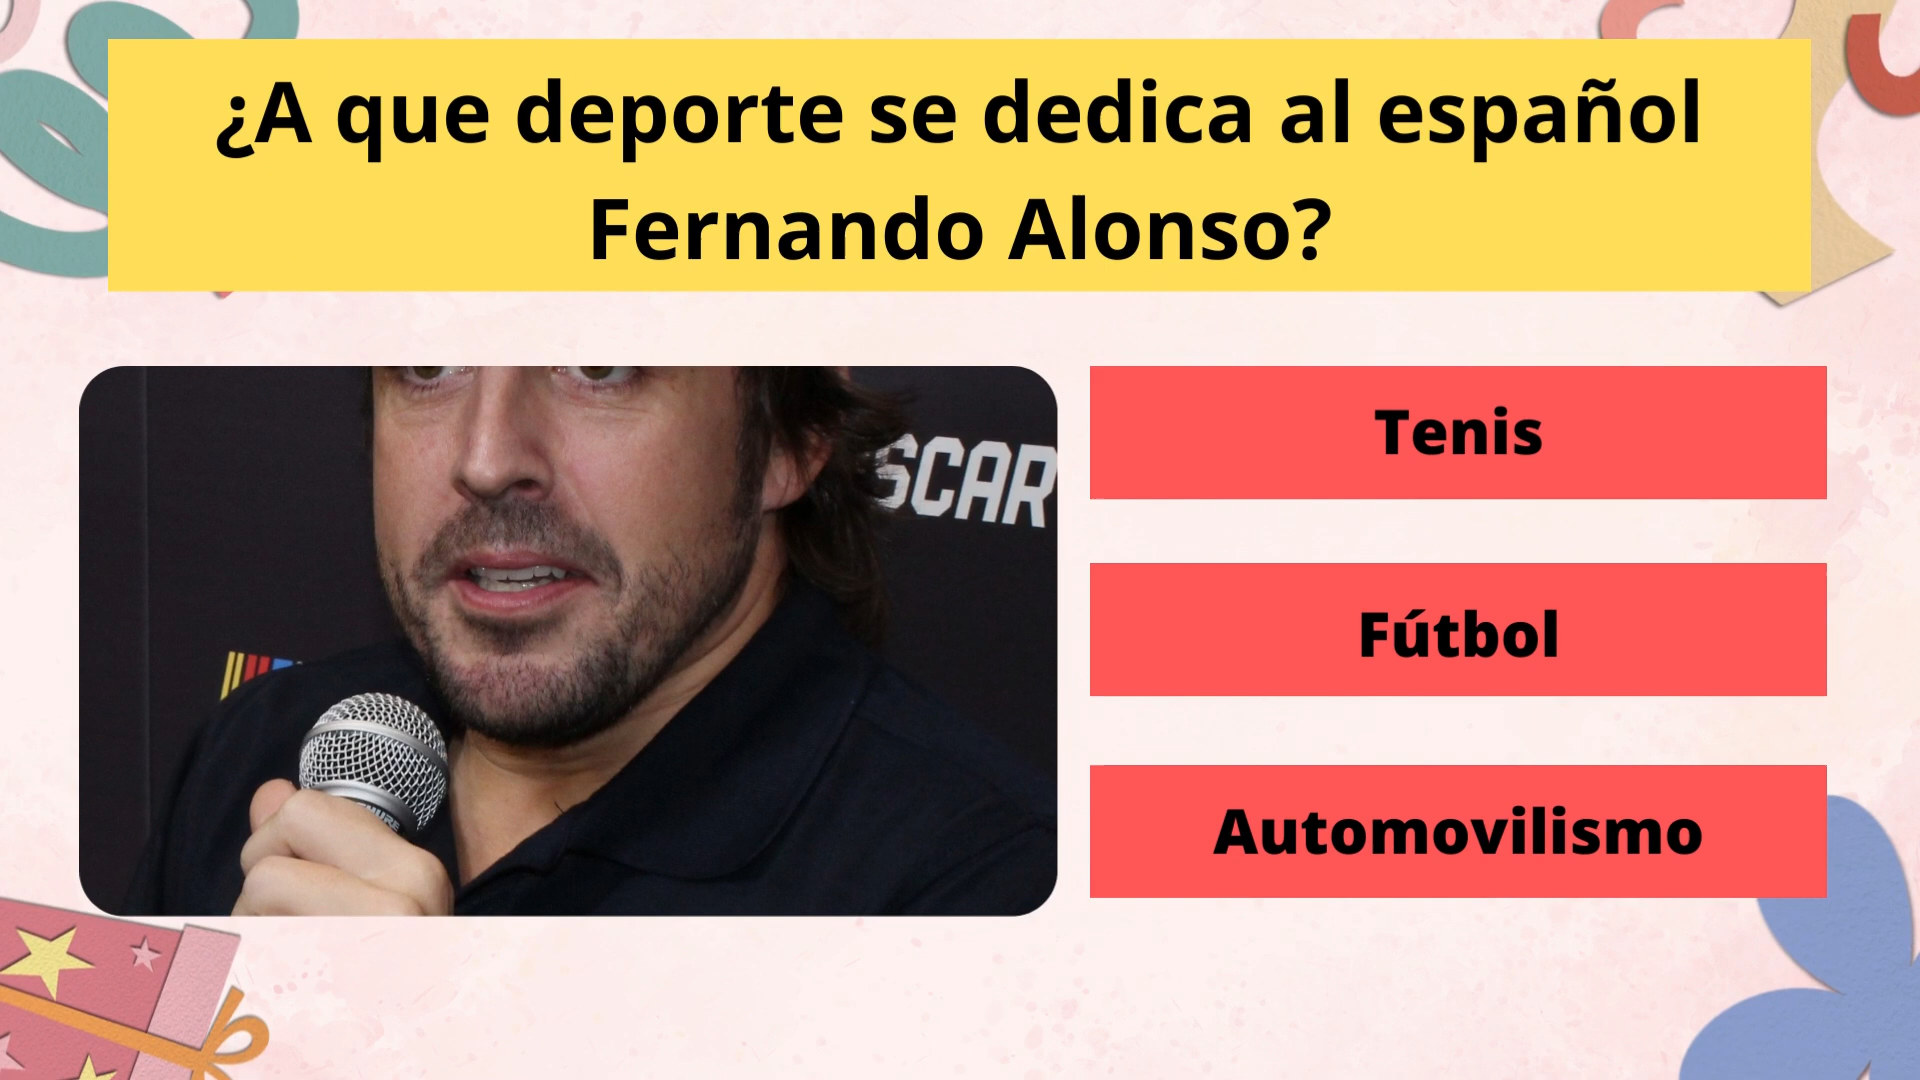 ¿A que deporte se dedica al español
Fernando Alonso?
SCAR
Tenis
Fútbol
Automovilismo